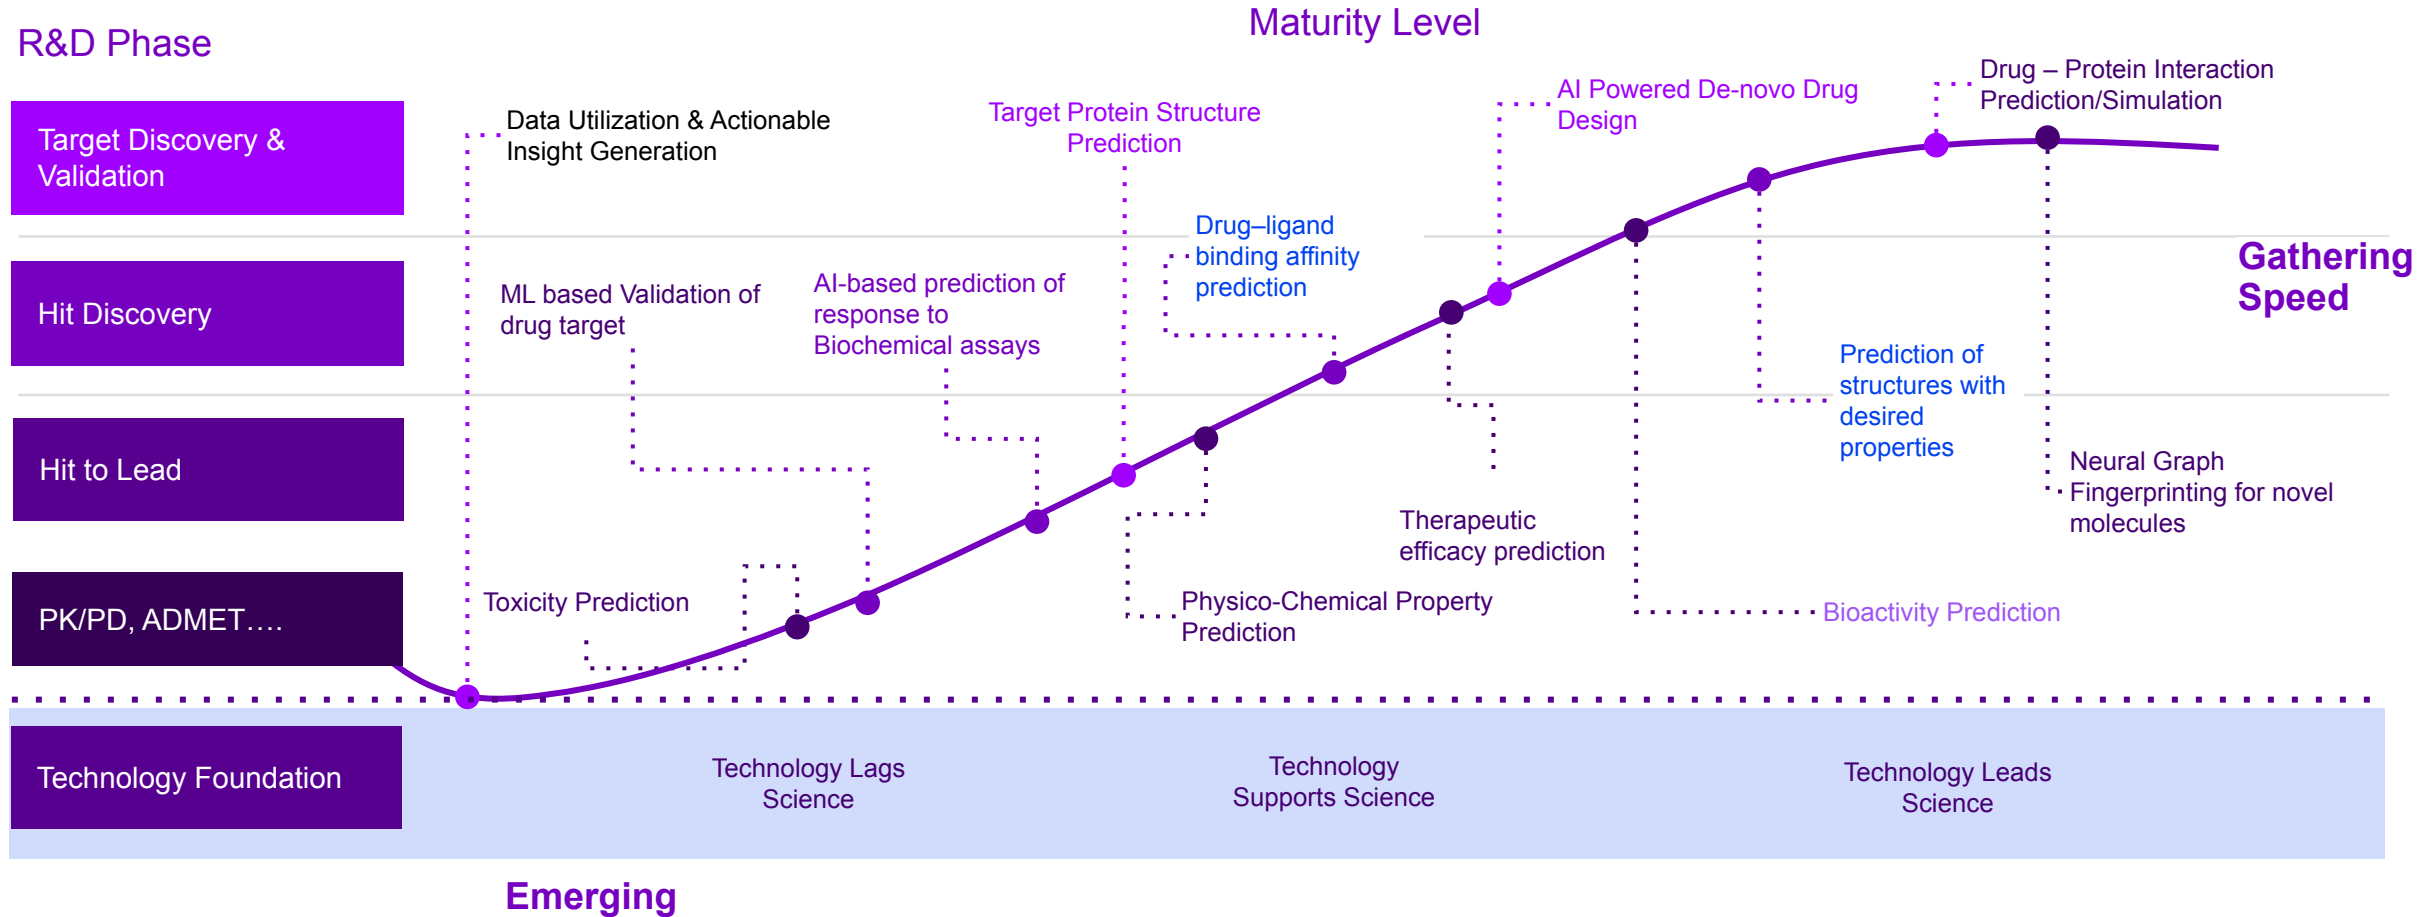 Maturity Level
R&D Phase
Target Discovery &
Validation
Hit Discovery
Hit to Lead
PK/PD, ADMET….
Technology Foundation
Data Utilization & Actionable
Insight Generation
Target Protein Structure
Prediction
AI Powered De-novo Drug
Design
Drug – Protein Interaction
Prediction/Simulation
ML based Validation of
drug target
AI-based prediction of
response to
Biochemical assays
Drug–ligand
binding affinity
prediction
Gathering
Speed
Prediction of
structures with
desired
properties
Neural Graph
Fingerprinting for novel
molecules
Therapeutic
efficacy prediction
Toxicity Prediction
Physico-Chemical Property
Prediction
Bioactivity Prediction
Technology Lags
Science
Technology
Supports Science
Technology Leads
Science
Emerging